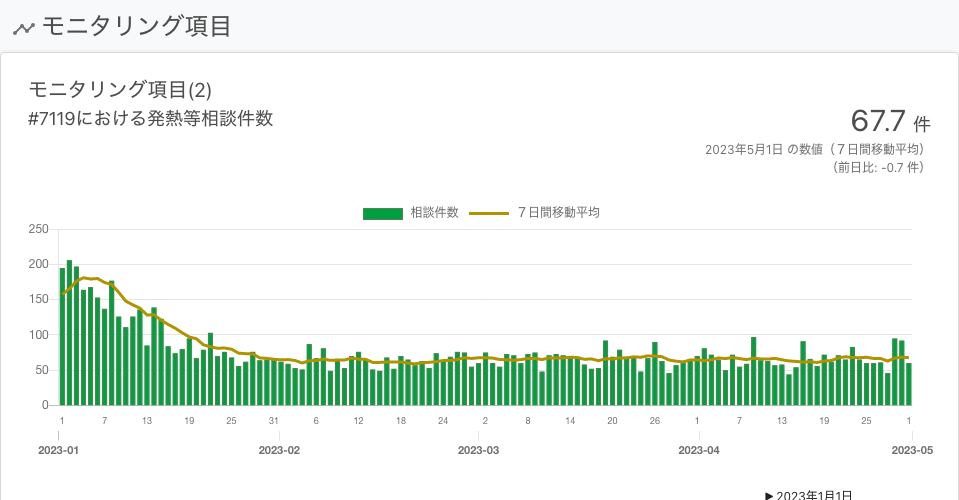 モニタリング項目
モニタリング項目(2)
#7119における発熱等相談件数
67.7 件
2023年5月1日 の数値（７日間移動平均）
（前日比: -0.7 件）
相談件数 ７日間移動平均
250
200
150
100
50
0
1 7 13 19 25 31 6 12 18 24 2 8 14 20 26 1 7 13 19 25 1
2023-01 2023-02 2023-03 2023-04 2023-05
▶ 2023年1月1日